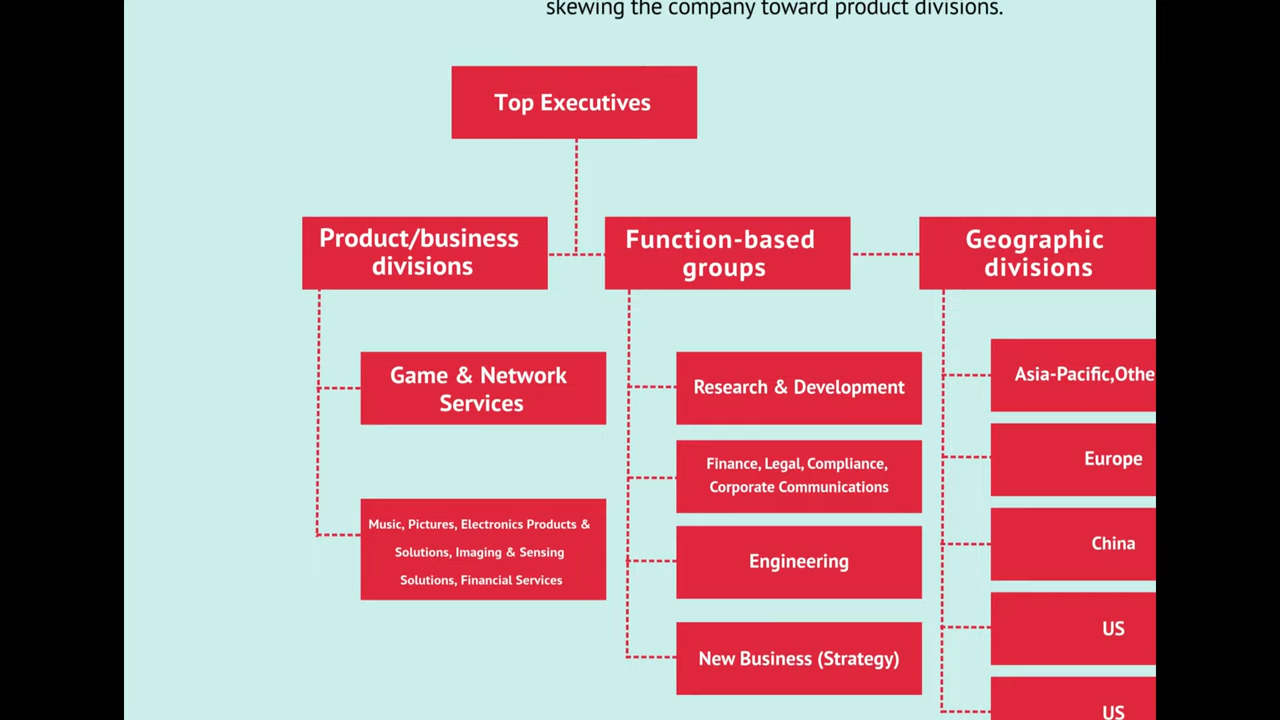 skewing the company toward product divisions.
Top Executives
Product/business
divisions
Function-based
groups
Geographic
divisions
Game & Network
Services
Music, Pictures, Electronics Products &
Solutions, Imaging & Sensing
Solutions, Financial Services
Research & Development
Finance, Legal, Compliance,
Corporate Communications
Engineering
New Business (Strategy)
Asia-Pacific,Othe
Europe
China
US
US